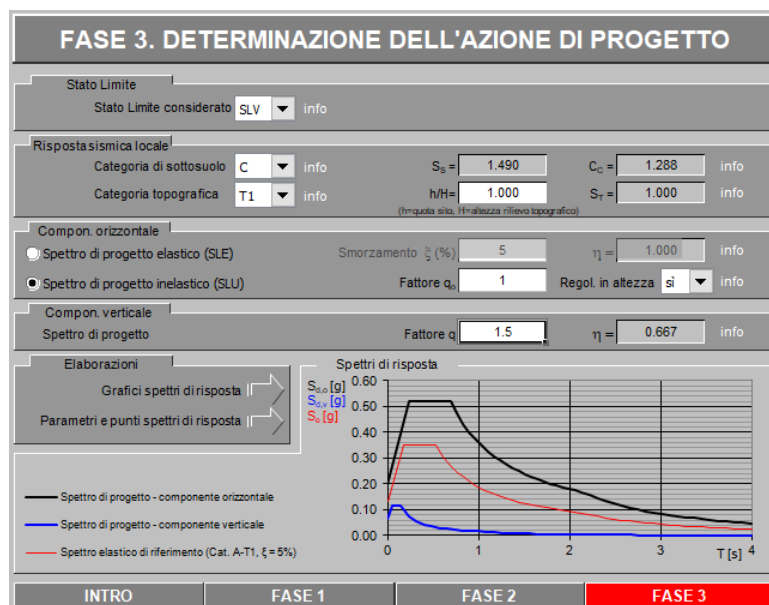 FASE 3. DETERMINAZIONE DELL'AZIONE DI PROGETTO
Stato Limite
Stato Limite considerato SLV info
Risposta sismica locale
Categoria di sottosuolo C info S_S = 1.490 C_C = 1.288 info
Categoria topografica T1 info h/H= 1.000 S_T = 1.000 info
(h=quota sito, H=altezza rilievo topografico)
Compon. orizzontale
Spettro di progetto elastico (SLE) Smorzamento ξ (%) 5 η = 1.000 info
Spettro di progetto inelastico (SLU) Fattore q_o 1 Regol. in altezza sì info
Compon. verticale
Spettro di progetto Fattore q 1.5 η = 0.667 info
Elaborazioni
Grafici spettri di risposta
Parametri e punti spettri di risposta
Spettri di risposta
S_d,o [g]
S_d,v [g]
S_e [g]
0.60
0.50
0.40
0.30
0.20
0.10
0.00
0 1 2 3 T [s] 4
Spettro di progetto - componente orizzontale
Spettro di progetto - componente verticale
Spettro elastico di riferimento (Cat. A-T1, ξ = 5%)
INTRO FASE 1 FASE 2 FASE 3